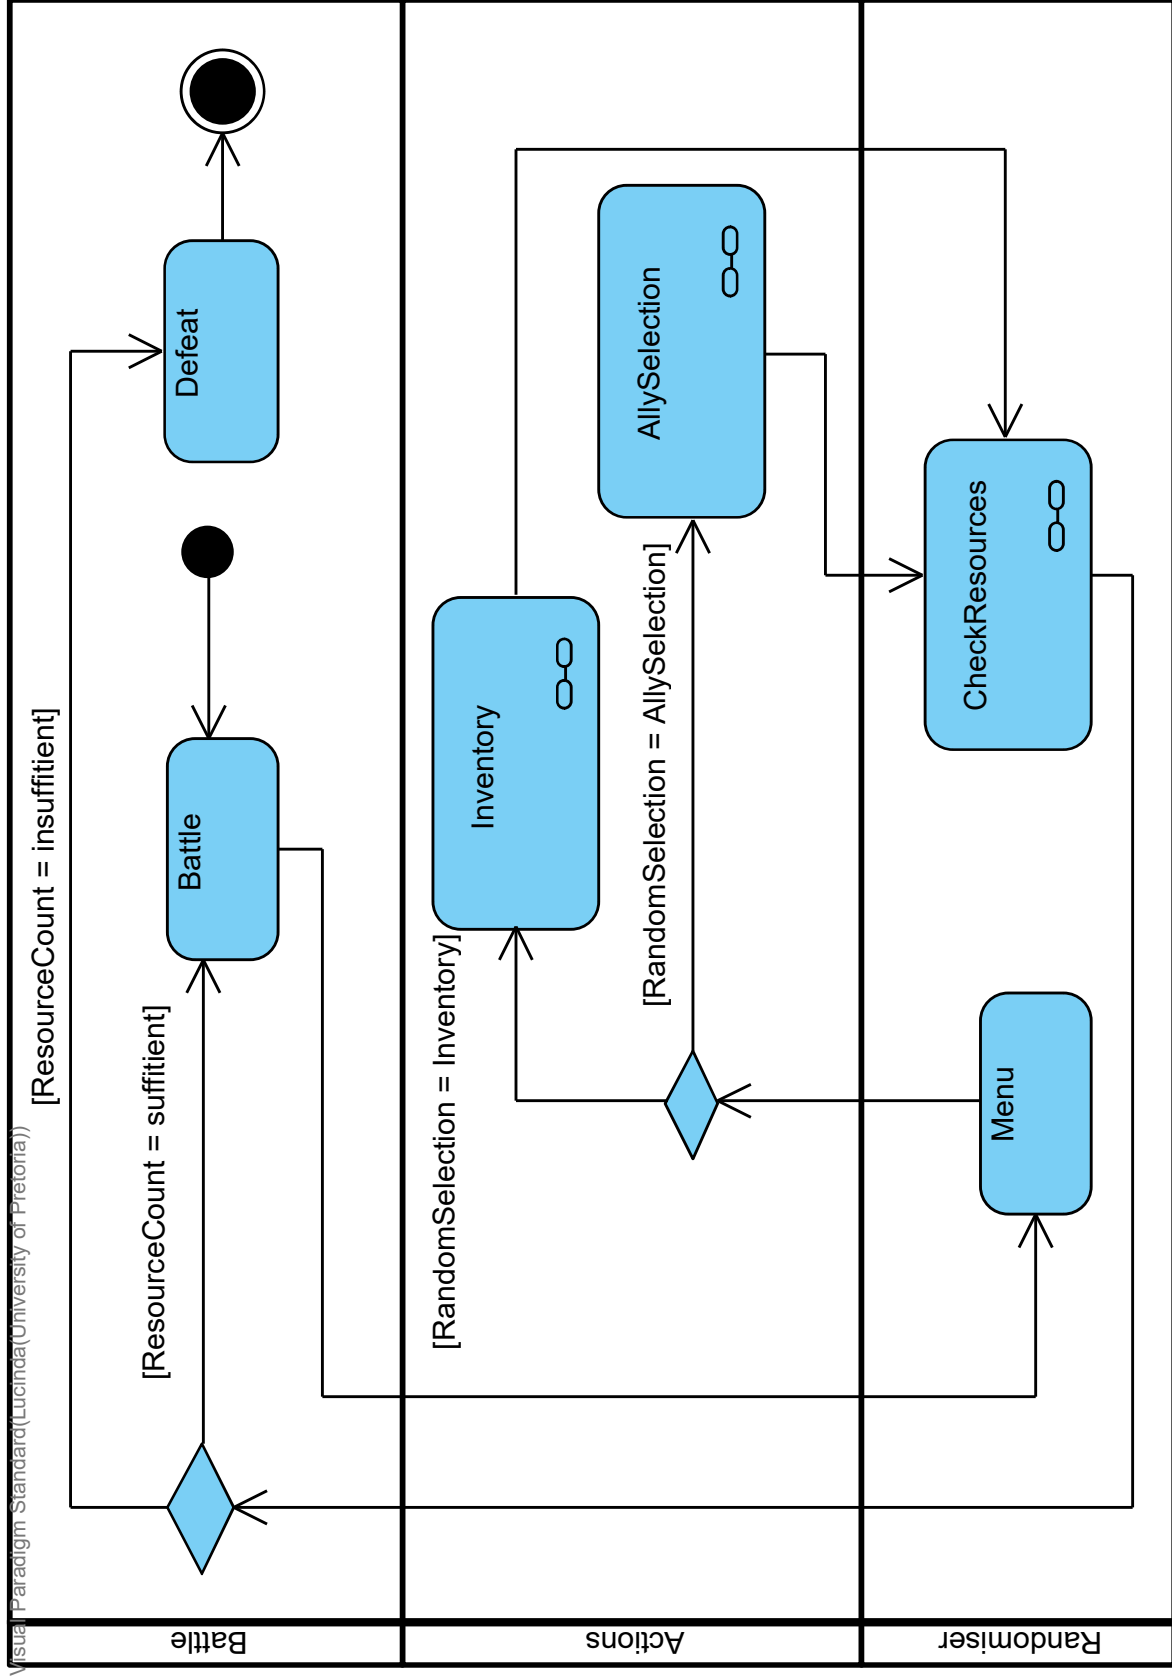 Visual Paradigm Standard(Lucinda(University of Pretoria))
[ResourceCount = insuffitient]
[ResourceCount = suffitient]
Battle
Defeat
Battle
[RandomSelection = Inventory]
Inventory
[RandomSelection = AllySelection]
AllySelection
Actions
Menu
CheckResources
Randomiser